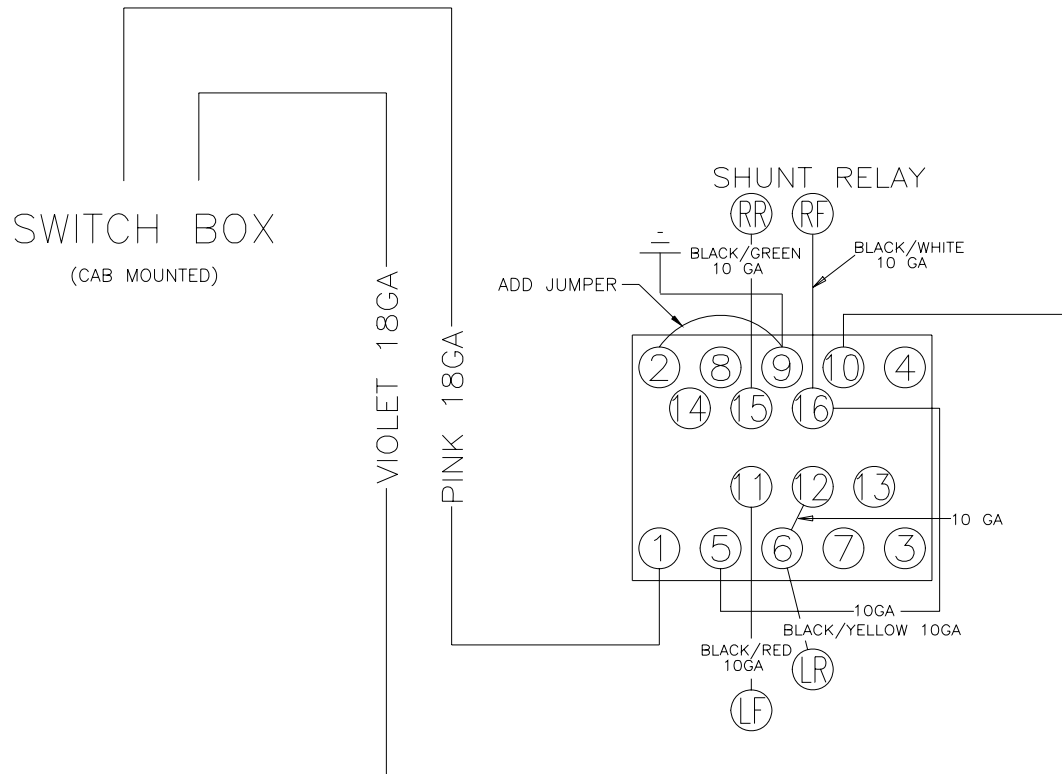 SHUNT RELAY
RR
RF
SWITCH BOX
(CAB MOUNTED)
BLACK/GREEN
10 GA
BLACK/WHITE
10 GA
ADD JUMPER
VIOLET 18GA
PINK 18GA
2
8
9
10
4
14
15
16
11
12
13
10 GA
1
5
6
7
3
10GA
BLACK/YELLOW 10GA
BLACK/RED
10GA
LR
LF